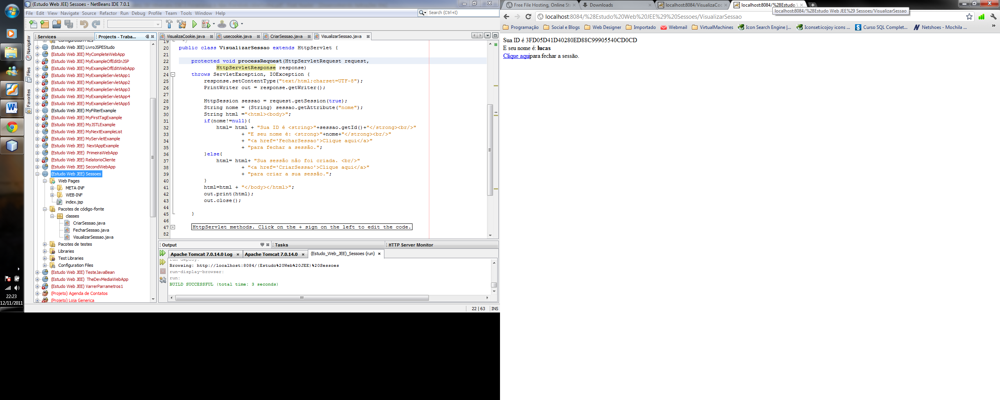 (Estudo Web JEE) Sessoes - NetBeans IDE 7.0.1
File Edit View Navigate Source Refactor Run Debug Profile Team Tools Window Help
Search (Ctrl+I)
Services
Projects - Traba...
Navigator
Files
Favorites
Configuration Files
(Estudo Web JEE) LivroJSPEStudo
(Estudo Web JEE) MyCompleteWebApp
(Estudo Web JEE) MyExampleOfEditInJSP
(Estudo Web JEE) MyExampleOfEditWebApp
(Estudo Web JEE) MyExampleServletApp1
(Estudo Web JEE) MyExampleServletApp2
(Estudo Web JEE) MyExampleServletApp3
(Estudo Web JEE) MyExampleServletApp4
(Estudo Web JEE) MyExampleServletApp5
(Estudo Web JEE) MyFilterExample
(Estudo Web JEE) MyFirstTagExample
(Estudo Web JEE) MyJSTLExample
(Estudo Web JEE) MyNextExampleList
(Estudo Web JEE) MyServletExample
(Estudo Web JEE) NextAppExample
(Estudo Web JEE) PrimeiraWebApp
(Estudo Web JEE) RelatorioCliente
(Estudo Web JEE) SecondWebApp
(Estudo Web JEE) Sessoes
Web Pages
META-INF
WEB-INF
index.jsp
Pacotes de código-fonte
classes
CriarSessao.java
FecharSessao.java
VisualizarSessao.java
Pacotes de testes
Libraries
Test Libraries
Configuration Files
(Estudo Web JEE) TesteJavaBean
(Estudo Web JEE) TheDevMediaWebApp
(Estudo Web JEE) VarrerParrametros1
(Projeto) Agenda de Contatos
(Projeto) Loja Generica
22:23
12/11/2011
VisualizaCookie.java
usecookie.java
CriarSessao.java
VisualizarSessao.java
19 */
20 public class VisualizarSessao extends HttpServlet {
21
22 protected void processRequest(HttpServletRequest request,
23 HttpServletResponse response)
24 throws ServletException, IOException {
25 response.setContentType("text/html;charset=UTF-8");
26 PrintWriter out = response.getWriter();
27
28 HttpSession sessao = request.getSession(true);
29 String nome = (String) sessao.getAttribute("nome");
30 String html ="<html><body>";
31 if(nome!=null){
32 html= html + "Sua ID é <string>"+sessao.getId()+"</strong><br/>"
33 + "E seu nome é: <strong>"+nome+"</strong><br/>"
34 + "<a href='FecharSessao'>Clique aqui</a>"
35 + "para fechar a sessão.";
36 }else{
37 html= html+ "Sua sessão não foi criada. <br/>"
38 + "<a href='CriarSessao'>Clique aqui</a>"
39 + "para criar a sua sessão.";
40 }
41 html=html + "</body></html>";
42 out.print(html);
43 out.close();
44
45 }
46
47 HttpServlet methods. Click on the + sign on the left to edit the code.
82
Output
Tasks
HTTP Server Monitor
Apache Tomcat 7.0.14.0 Log
Apache Tomcat 7.0.14.0
(Estudo_Web_JEE)_Sessoes (run)
run-deploy:
Browsing: http://localhost:8084/(Estudo%20Web%20JEE)%20Sessoes
run-display-browser:
run:
BUILD SUCCESSFUL (total time: 3 seconds)
22 | 63 INS
Free File Hosting, Online St
Downloads
localhost:8084/VisualizaCoo
localhost:8084/%28Estudo
localhost:8084/%28Estudo Web JEE%29 Sessoes/VisualizarSessao
localhost:8084/%28Estudo%20Web%20JEE%29%20Sessoes/VisualizarSessao
Programação
Social e Blogs
Web Designer
Importado
Webmail
VirtualMachines
Icon Search Engine |...
Iconset:icojoy icons ...
Curso SQL Complet...
Netshoes - Mochila ...
Sua ID é 3FD05D41D40280ED88C99905540CD0CD
E seu nome é: lucas
Clique aquipara fechar a sessão.